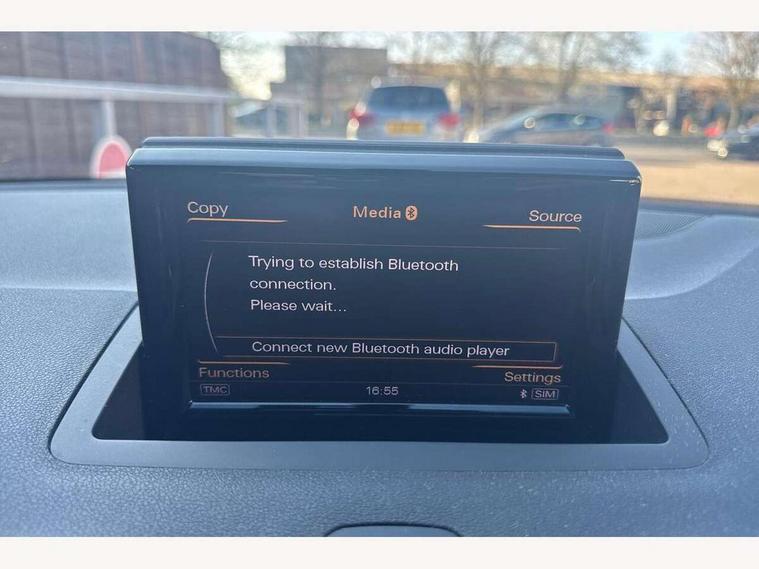 Copy
Media
Source
Trying to establish Bluetooth
connection.
Please wait...
Connect new Bluetooth audio player
Functions
Settings
TMC
16:55
SIM